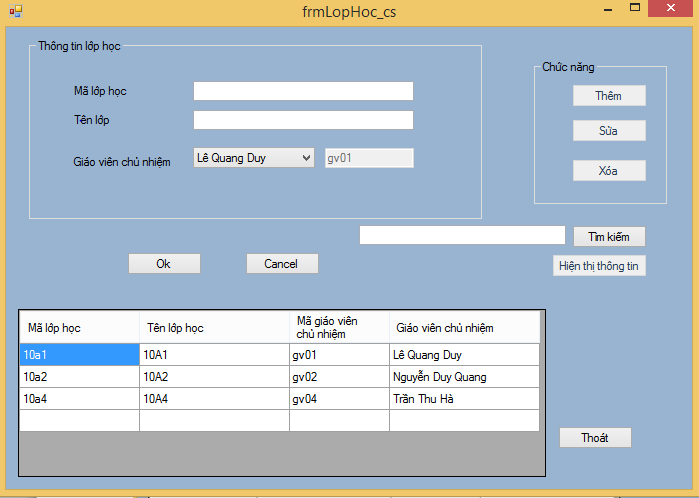 frmLopHoc_cs
Thông tin lớp học
Mã lớp học
Tên lớp
Giáo viên chủ nhiệm
Lê Quang Duy
gv01
Chức năng
Thêm
Sửa
Xóa
Tìm kiếm
Ok
Cancel
Hiện thị thông tin
Mã lớp học
Tên lớp học
Mã giáo viên
chủ nhiệm
Giáo viên chủ nhiệm
10a1
10A1
gv01
Lê Quang Duy
10a2
10A2
gv02
Nguyễn Duy Quang
10a4
10A4
gv04
Trần Thu Hà
Thoát